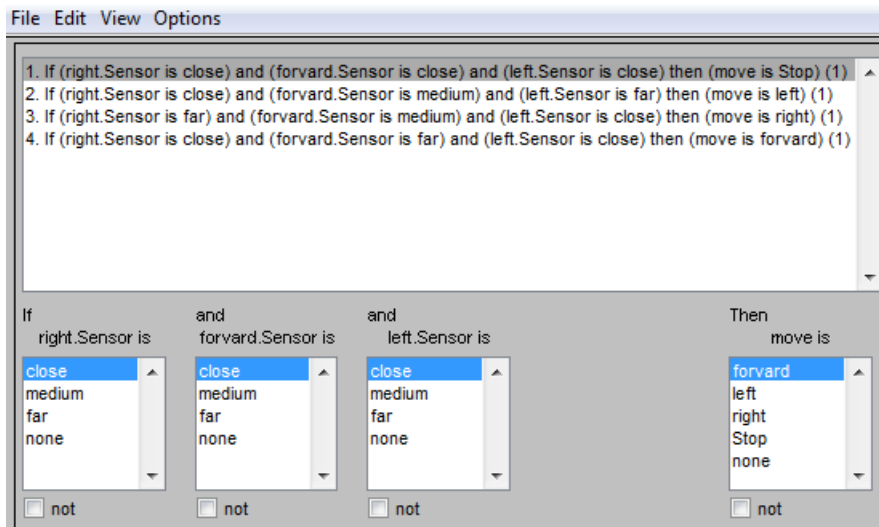 File Edit View Options
1. If (right.Sensor is close) and (forvard.Sensor is close) and (left.Sensor is close) then (move is Stop) (1)
2. If (right.Sensor is close) and (forvard.Sensor is medium) and (left.Sensor is far) then (move is left) (1)
3. If (right.Sensor is far) and (forvard.Sensor is medium) and (left.Sensor is close) then (move is right) (1)
4. If (right.Sensor is close) and (forvard.Sensor is far) and (left.Sensor is close) then (move is forvard) (1)
If and and Then
right.Sensor is forvard.Sensor is left.Sensor is move is
close close close forvard
medium medium medium left
far far far right
none none none Stop
none
not not not not